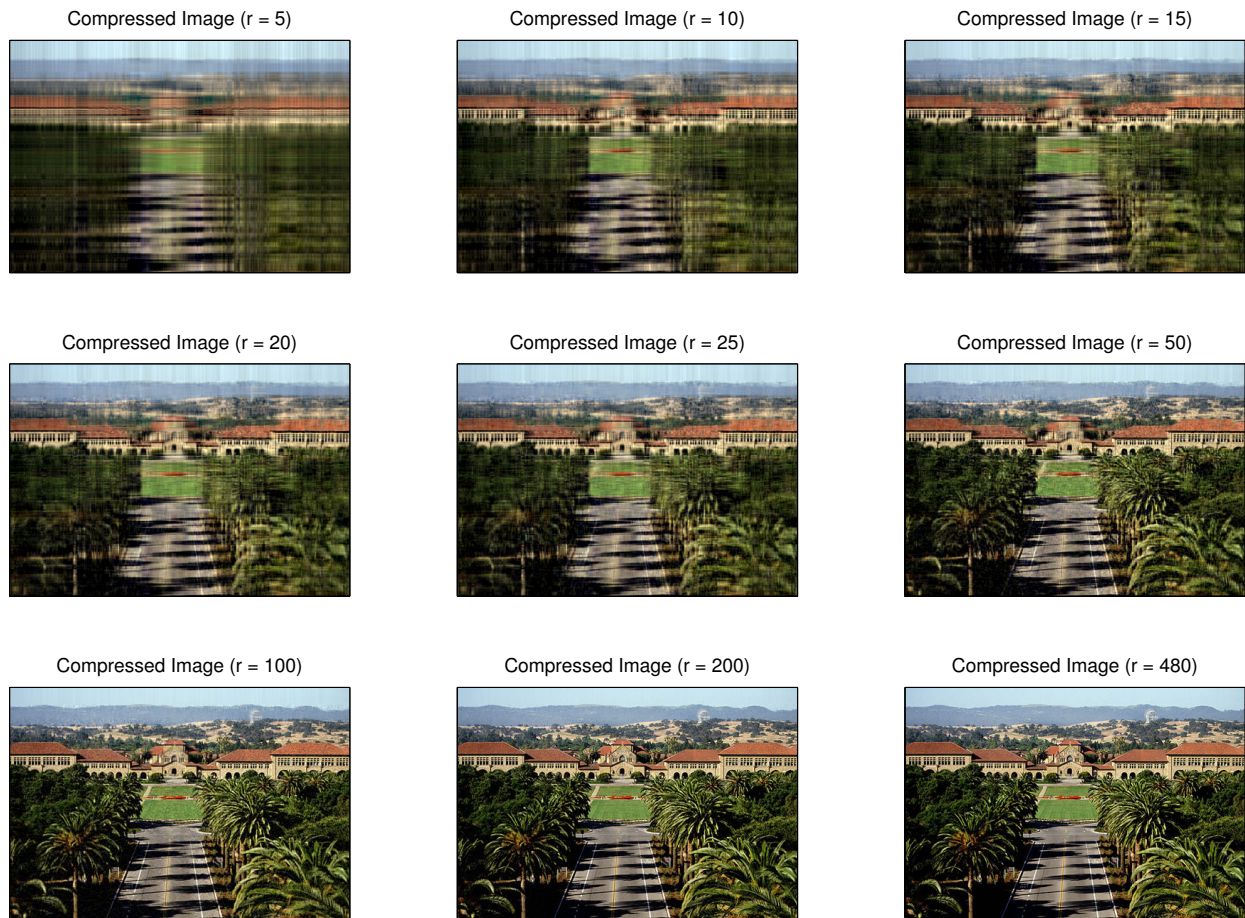 Compressed Image (r = 5)
Compressed Image (r = 10)
Compressed Image (r = 15)
Compressed Image (r = 20)
Compressed Image (r = 25)
Compressed Image (r = 50)
Compressed Image (r = 100)
Compressed Image (r = 200)
Compressed Image (r = 480)